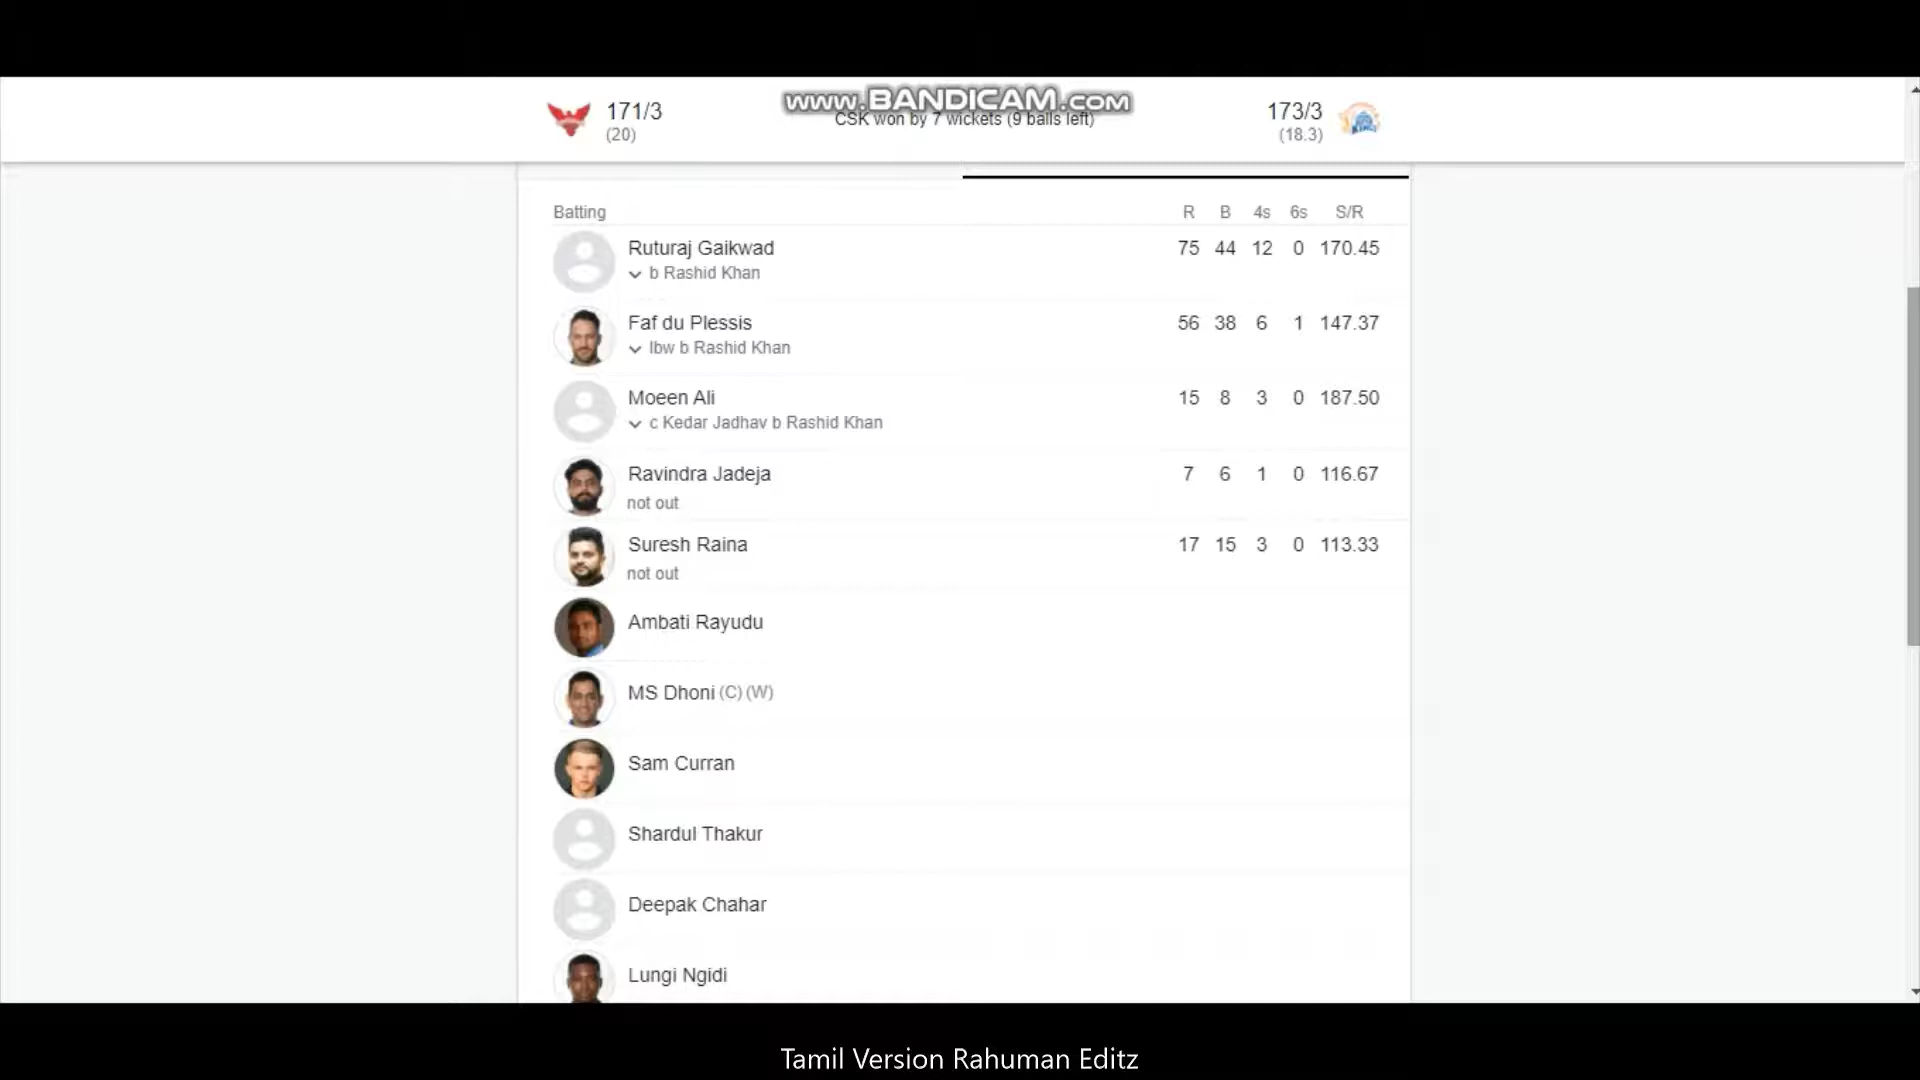 www.BANDICAM.com
171/3
(20)
CSK won by 7 wickets (9 balls left)
173/3
(18.3)
Batting R B 4s 6s S/R
Ruturaj Gaikwad 75 44 12 0 170.45
b Rashid Khan
Faf du Plessis 56 38 6 1 147.37
lbw b Rashid Khan
Moeen Ali 15 8 3 0 187.50
c Kedar Jadhav b Rashid Khan
Ravindra Jadeja 7 6 1 0 116.67
not out
Suresh Raina 17 15 3 0 113.33
not out
Ambati Rayudu
MS Dhoni (C) (W)
Sam Curran
Shardul Thakur
Deepak Chahar
Lungi Ngidi
Tamil Version Rahuman Editz